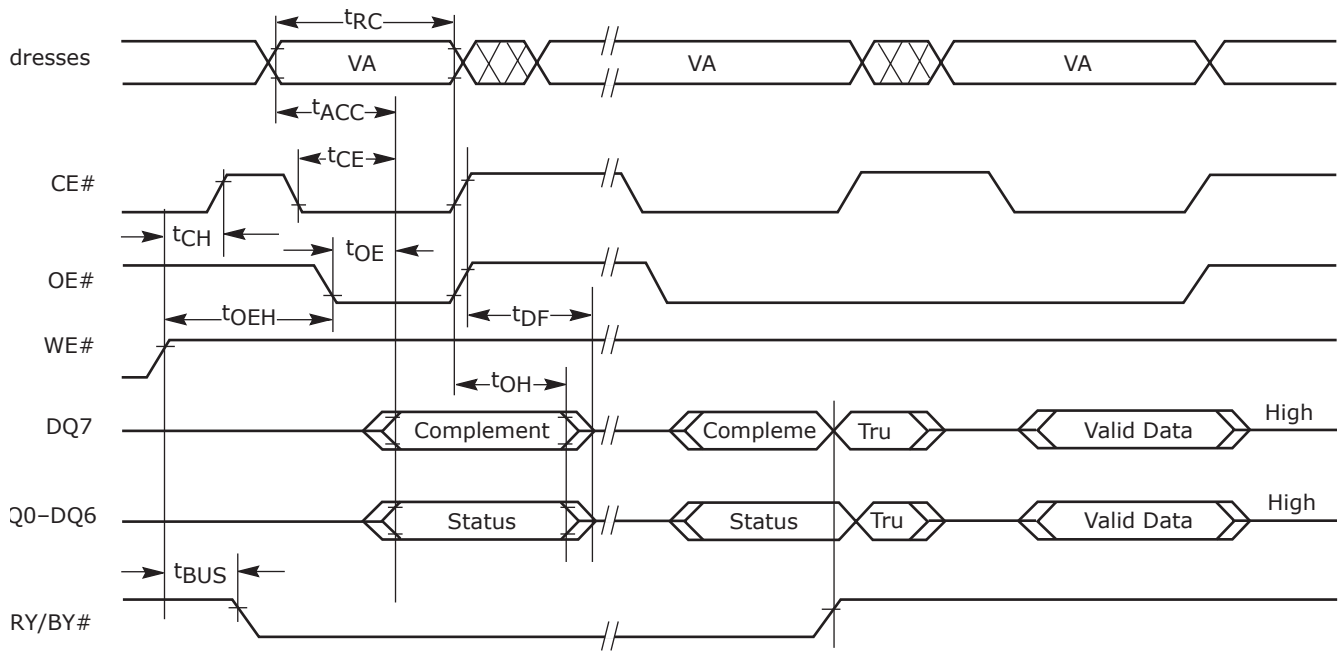 tRC
dresses
VA
VA
VA
tACC
tCE
CE#
tCH
tOE
OE#
tOEH
tDF
WE#
tOH
DQ7
Complement
Compleme
Tru
Valid Data
High
Q0–DQ6
Status
Status
Tru
Valid Data
High
tBUS
RY/BY#